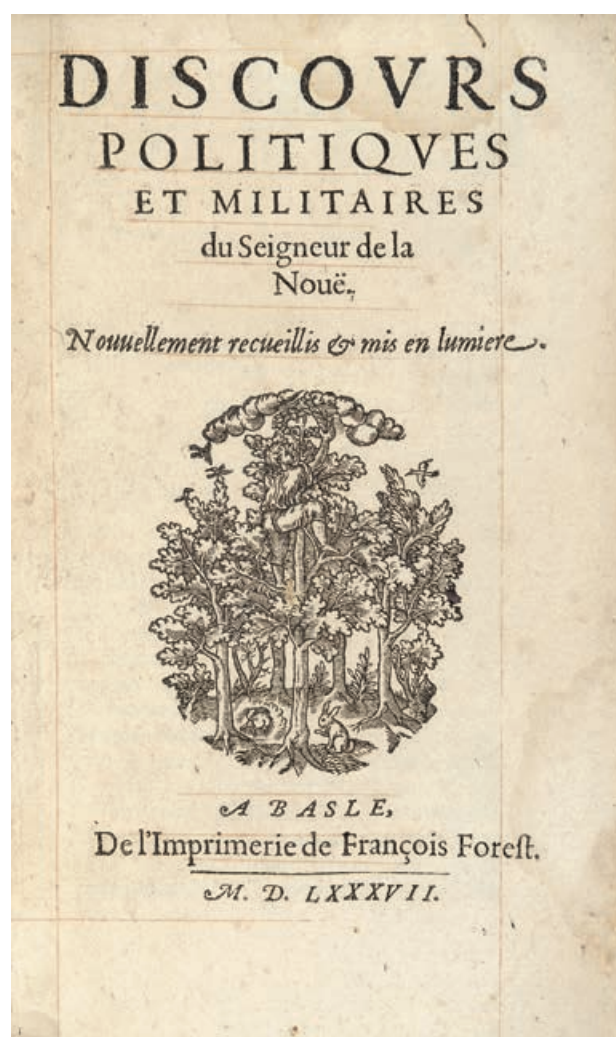 DISCOVRS
POLITIQVES
ET MILITAIRES
du Seigneur de la
Nouë.
Nouuellement recueillis & mis en lumiere.
A BASLE,
De l'Imprimerie de François Foreſt.
M. D. LXXXVII.